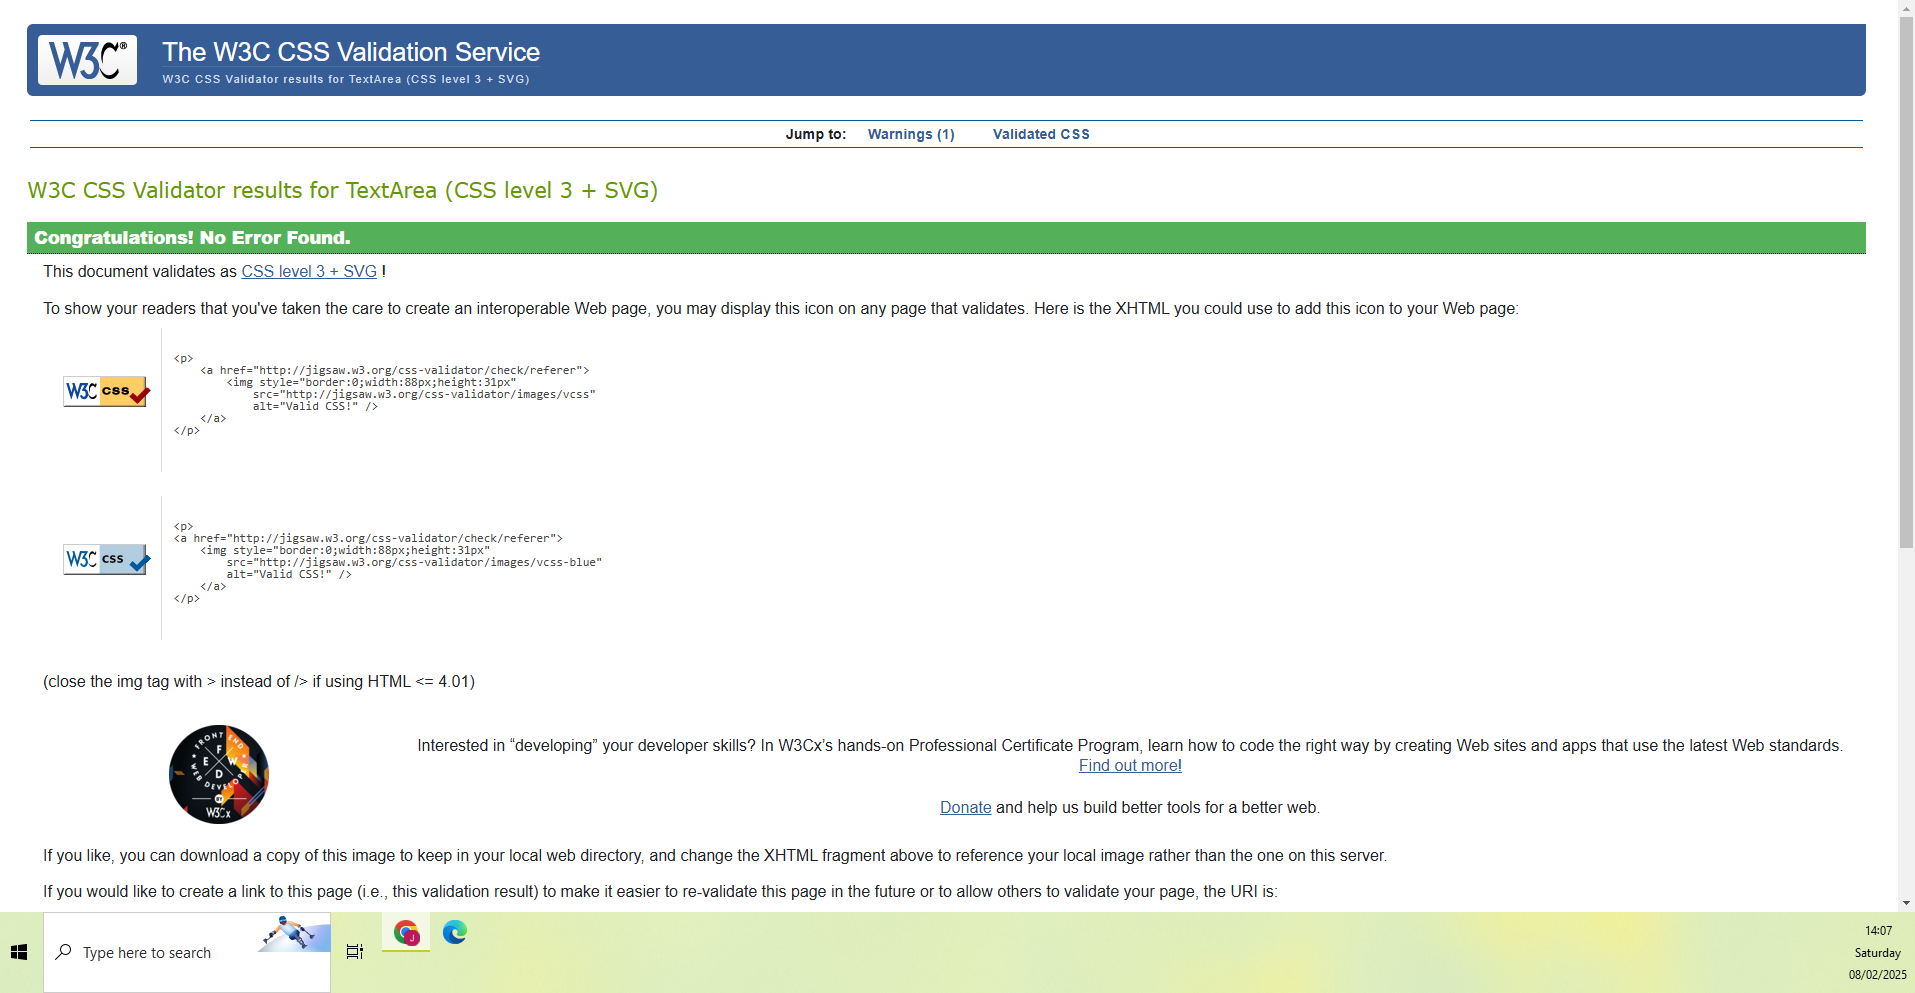 W3C®
The W3C CSS Validation Service
W3C CSS Validator results for TextArea (CSS level 3 + SVG)
Jump to: Warnings (1) Validated CSS
W3C CSS Validator results for TextArea (CSS level 3 + SVG)
Congratulations! No Error Found.
This document validates as CSS level 3 + SVG !
To show your readers that you've taken the care to create an interoperable Web page, you may display this icon on any page that validates. Here is the XHTML you could use to add this icon to your Web page:
W3C css
<p>
<a href="http://jigsaw.w3.org/css-validator/check/referer">
<img style="border:0;width:88px;height:31px"
src="http://jigsaw.w3.org/css-validator/images/vcss"
alt="Valid CSS!" />
</a>
</p>
W3C css
<p>
<a href="http://jigsaw.w3.org/css-validator/check/referer">
<img style="border:0;width:88px;height:31px"
src="http://jigsaw.w3.org/css-validator/images/vcss-blue"
alt="Valid CSS!" />
</a>
</p>
(close the img tag with > instead of /> if using HTML <= 4.01)
FRONT END
F E W D
WEB DEVELOPER
BY
W3Cx
Interested in “developing” your developer skills? In W3Cx’s hands-on Professional Certificate Program, learn how to code the right way by creating Web sites and apps that use the latest Web standards.
Find out more!
Donate and help us build better tools for a better web.
If you like, you can download a copy of this image to keep in your local web directory, and change the XHTML fragment above to reference your local image rather than the one on this server.
If you would like to create a link to this page (i.e., this validation result) to make it easier to re-validate this page in the future or to allow others to validate your page, the URI is:
Type here to search
J
14:07
Saturday
08/02/2025